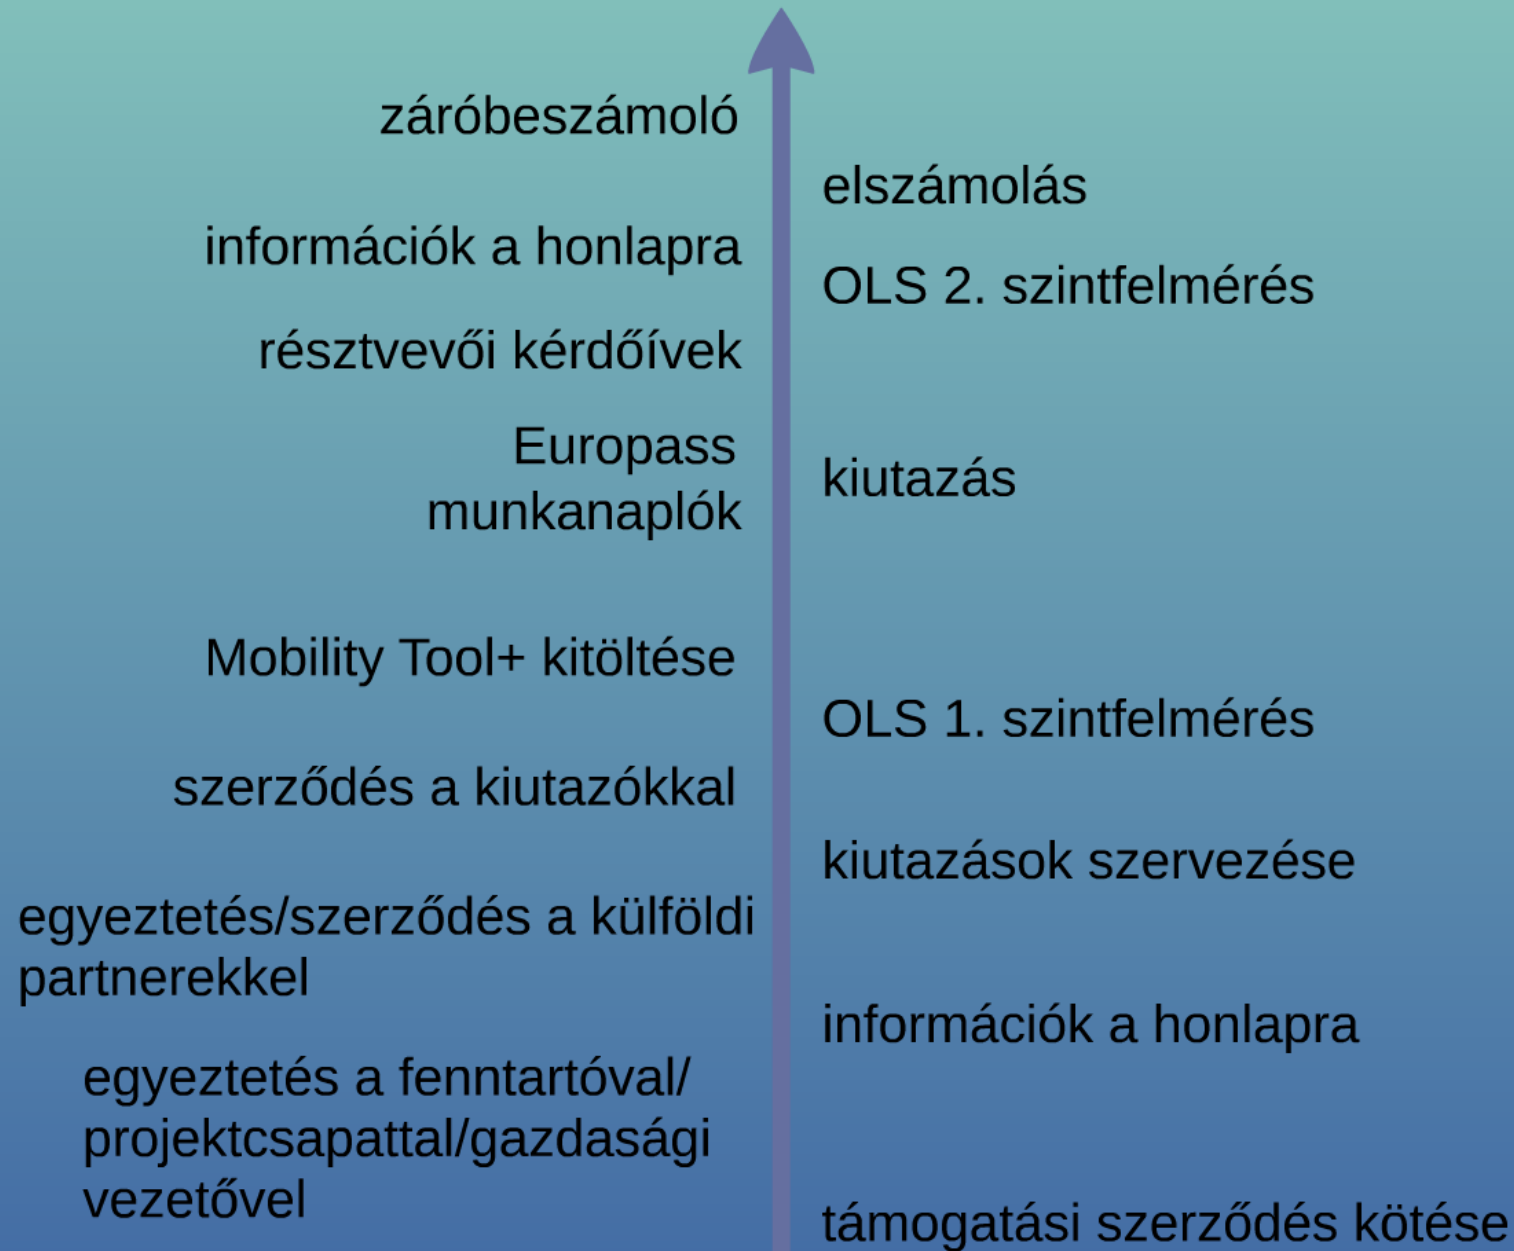 záróbeszámoló
elszámolás
információk a honlapra
OLS 2. szintfelmérés
résztvevői kérdőívek
Europass
munkanaplók
kiutazás
Mobility Tool+ kitöltése
OLS 1. szintfelmérés
szerződés a kiutazókkal
kiutazások szervezése
egyeztetés/szerződés a külföldi
partnerekkel
információk a honlapra
egyeztetés a fenntartóval/
projektcsapattal/gazdasági
vezetővel
támogatási szerződés kötése